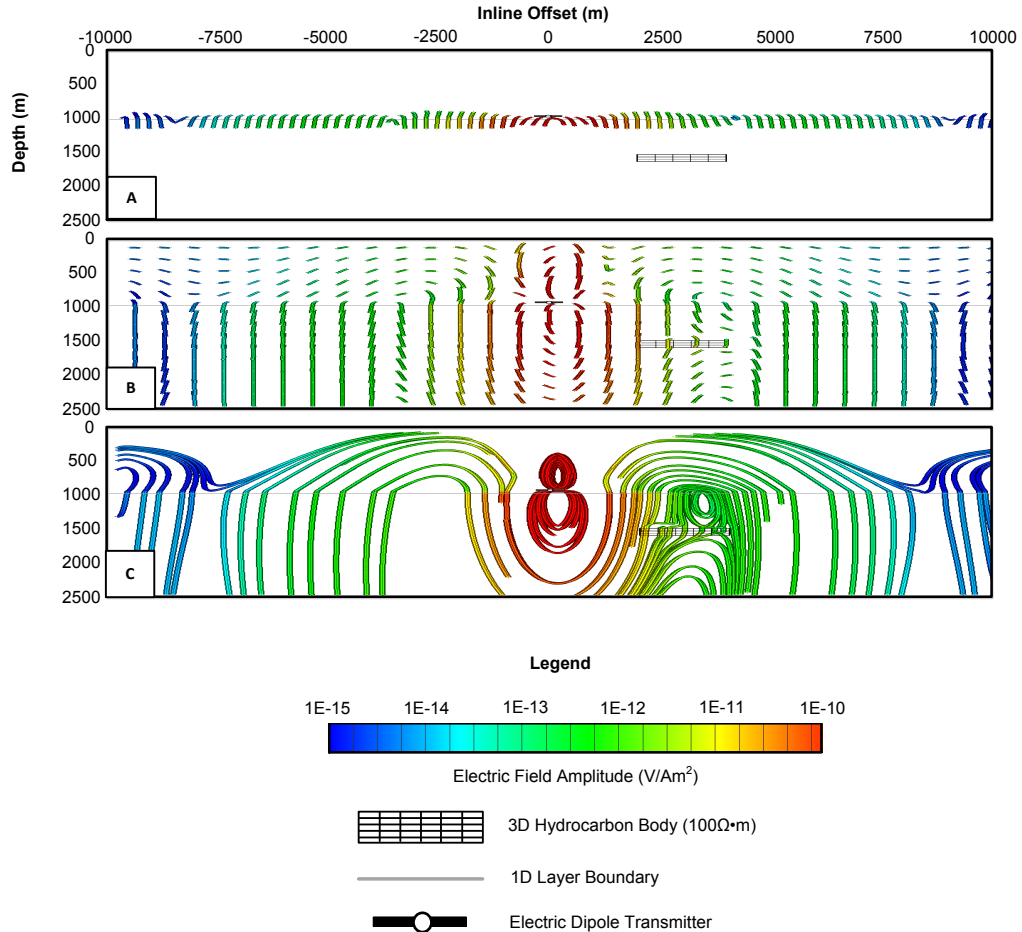 Inline Offset (m)
-10000 -7500 -5000 -2500 0 2500 5000 7500 10000
Depth (m)
0
500
1000
1500
2000
2500
A
0
500
1000
1500
2000
2500
B
0
500
1000
1500
2000
2500
C
Legend
1E-15 1E-14 1E-13 1E-12 1E-11 1E-10
Electric Field Amplitude (V/Am²)
3D Hydrocarbon Body (100Ω•m)
1D Layer Boundary
Electric Dipole Transmitter